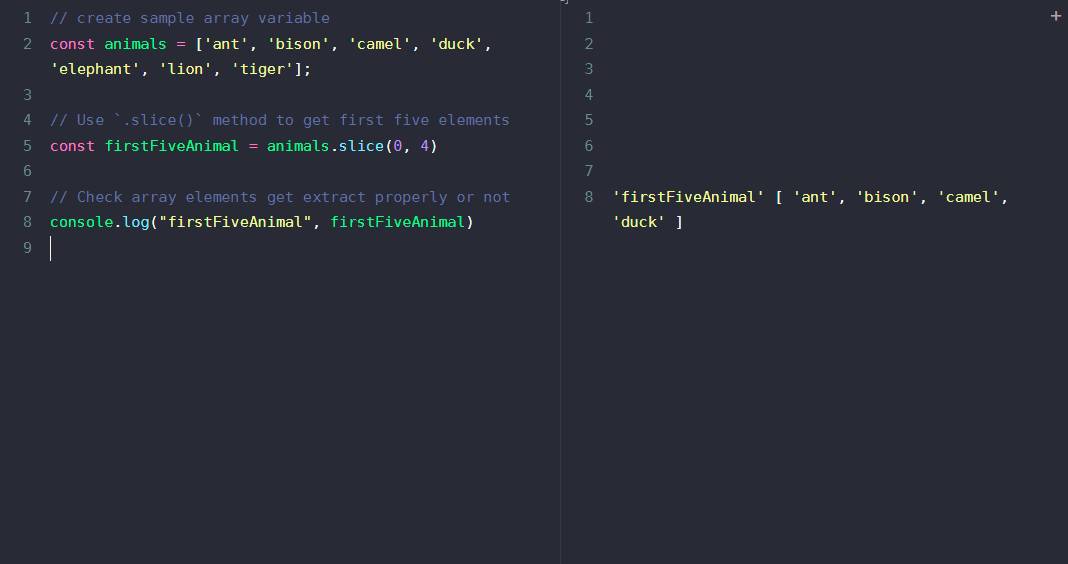 1 // create sample array variable
2 const animals = ['ant', 'bison', 'camel', 'duck',
'elephant', 'lion', 'tiger'];
3
4 // Use `.slice()` method to get first five elements
5 const firstFiveAnimal = animals.slice(0, 4)
6
7 // Check array elements get extract properly or not
8 console.log("firstFiveAnimal", firstFiveAnimal)
9
1
2
3
4
5
6
7
8 'firstFiveAnimal' [ 'ant', 'bison', 'camel',
'duck' ]
+